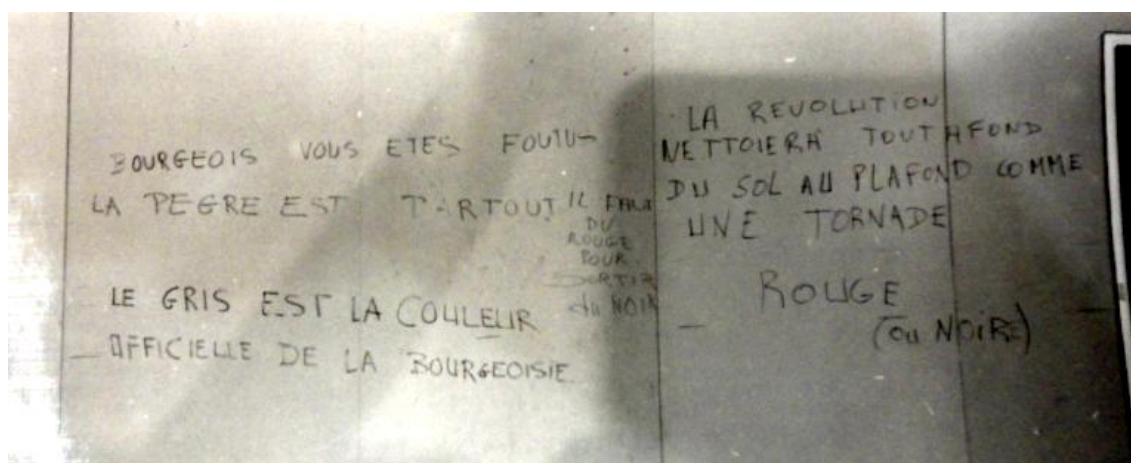 BOURGEOIS VOUS ETES FOUTUS
LA PEGRE EST PARTOUT
LE GRIS EST LA COULEUR
OFFICIELLE DE LA BOURGEOISIE
IL FAUT
DU
ROUGE
POUR
SORTIR
du NOIR
LA REVOLUTION
NETTOIERA TOUT A FOND
DU SOL AU PLAFOND COMME
UNE TORNADE
ROUGE
(ou NOIRE)